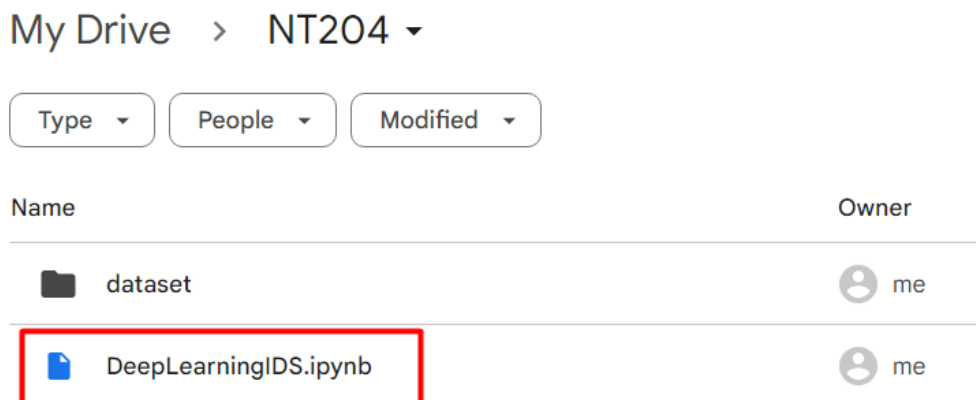 My Drive > NT204
Type People Modified
Name Owner
dataset me
DeepLearningIDS.ipynb me